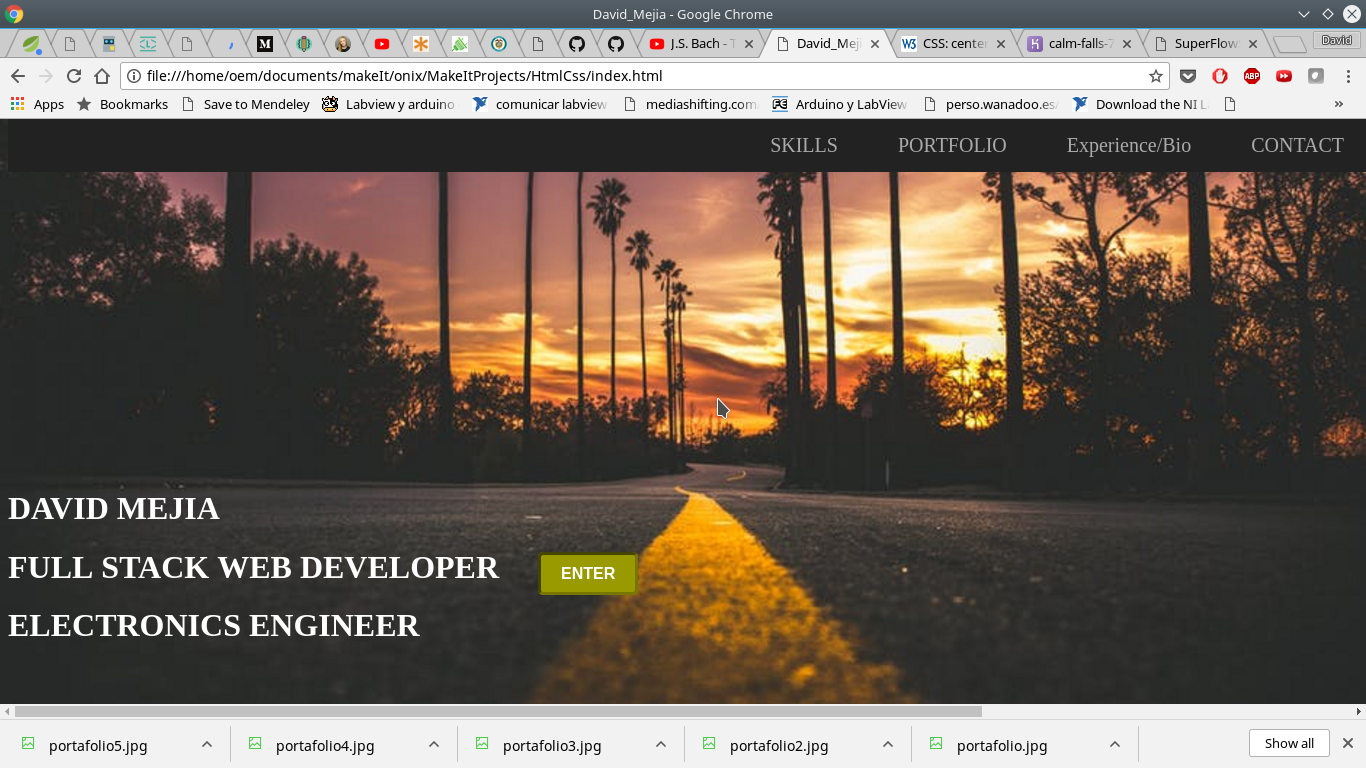 David_Mejia - Google Chrome
J.S. Bach -
David_Mej
CSS: center
calm-falls-7
SuperFlow
David
file:///home/oem/documents/makeIt/onix/MakeItProjects/HtmlCss/index.html
ABP
Apps Bookmarks Save to Mendeley Labview y arduino comunicar labview mediashifting.com Arduino y LabView perso.wanadoo.es/ Download the NI L »
SKILLS PORTFOLIO Experience/Bio CONTACT
DAVID MEJIA
FULL STACK WEB DEVELOPER
ENTER
ELECTRONICS ENGINEER
portafolio5.jpg portafolio4.jpg portafolio3.jpg portafolio2.jpg portafolio.jpg Show all